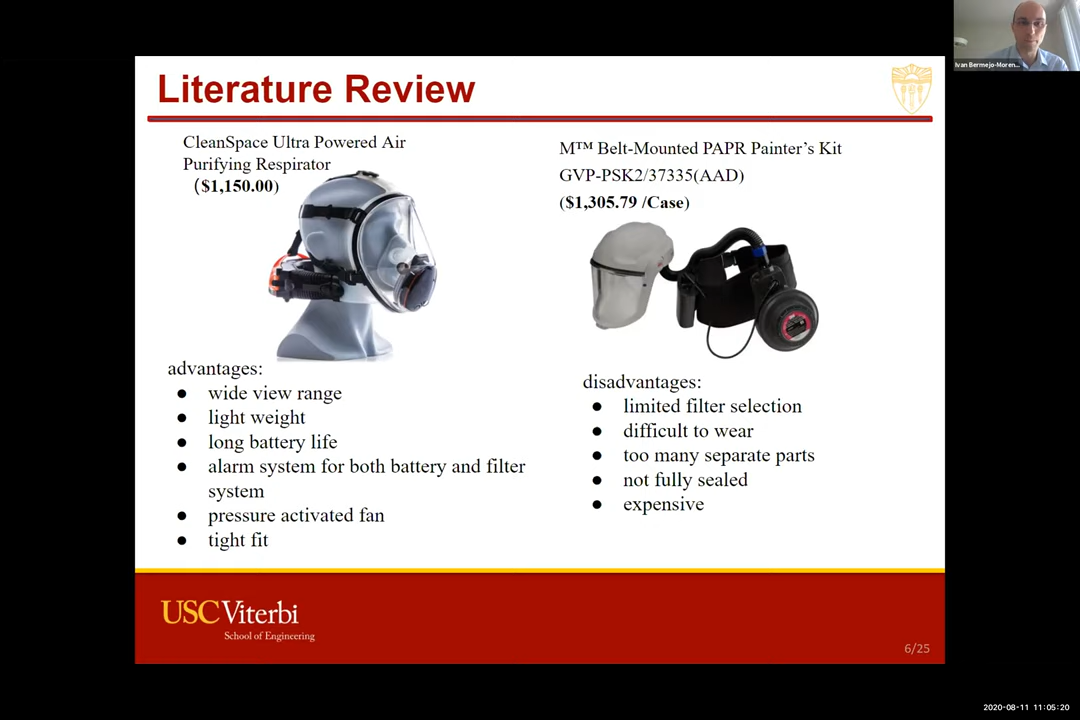 Literature Review
CleanSpace Ultra Powered Air
Purifying Respirator
($1,150.00)
M™ Belt-Mounted PAPR Painter's Kit
GVP-PSK2/37335(AAD)
($1,305.79 /Case)
advantages:
● wide view range
● light weight
● long battery life
● alarm system for both battery and filter
system
● pressure activated fan
● tight fit
disadvantages:
● limited filter selection
● difficult to wear
● too many separate parts
● not fully sealed
● expensive
USC Viterbi
School of Engineering
6/25
Ivan Bermejo-Moren...
2020-08-11 11:05:20